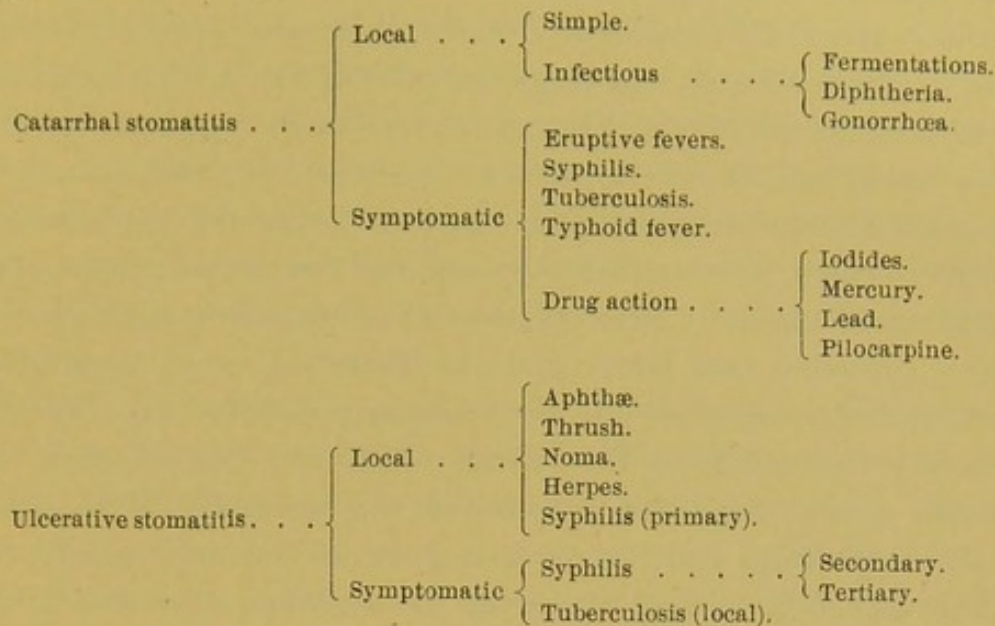 Simple.
Local . . .
Infectious . . . .
Fermentations.
Diphtheria.
Gonorrhœa.
Catarrhal stomatitis . . .
Eruptive fevers.
Syphilis.
Tuberculosis.
Symptomatic
Typhoid fever.
Iodides.
Mercury.
Drug action . . . .
Lead.
Pilocarpine.
Aphthæ.
Thrush.
Local . . .
Noma.
Herpes.
Ulcerative stomatitis. . .
Syphilis (primary).
Syphilis . . . . .
Secondary.
Tertiary.
Symptomatic
Tuberculosis (local).